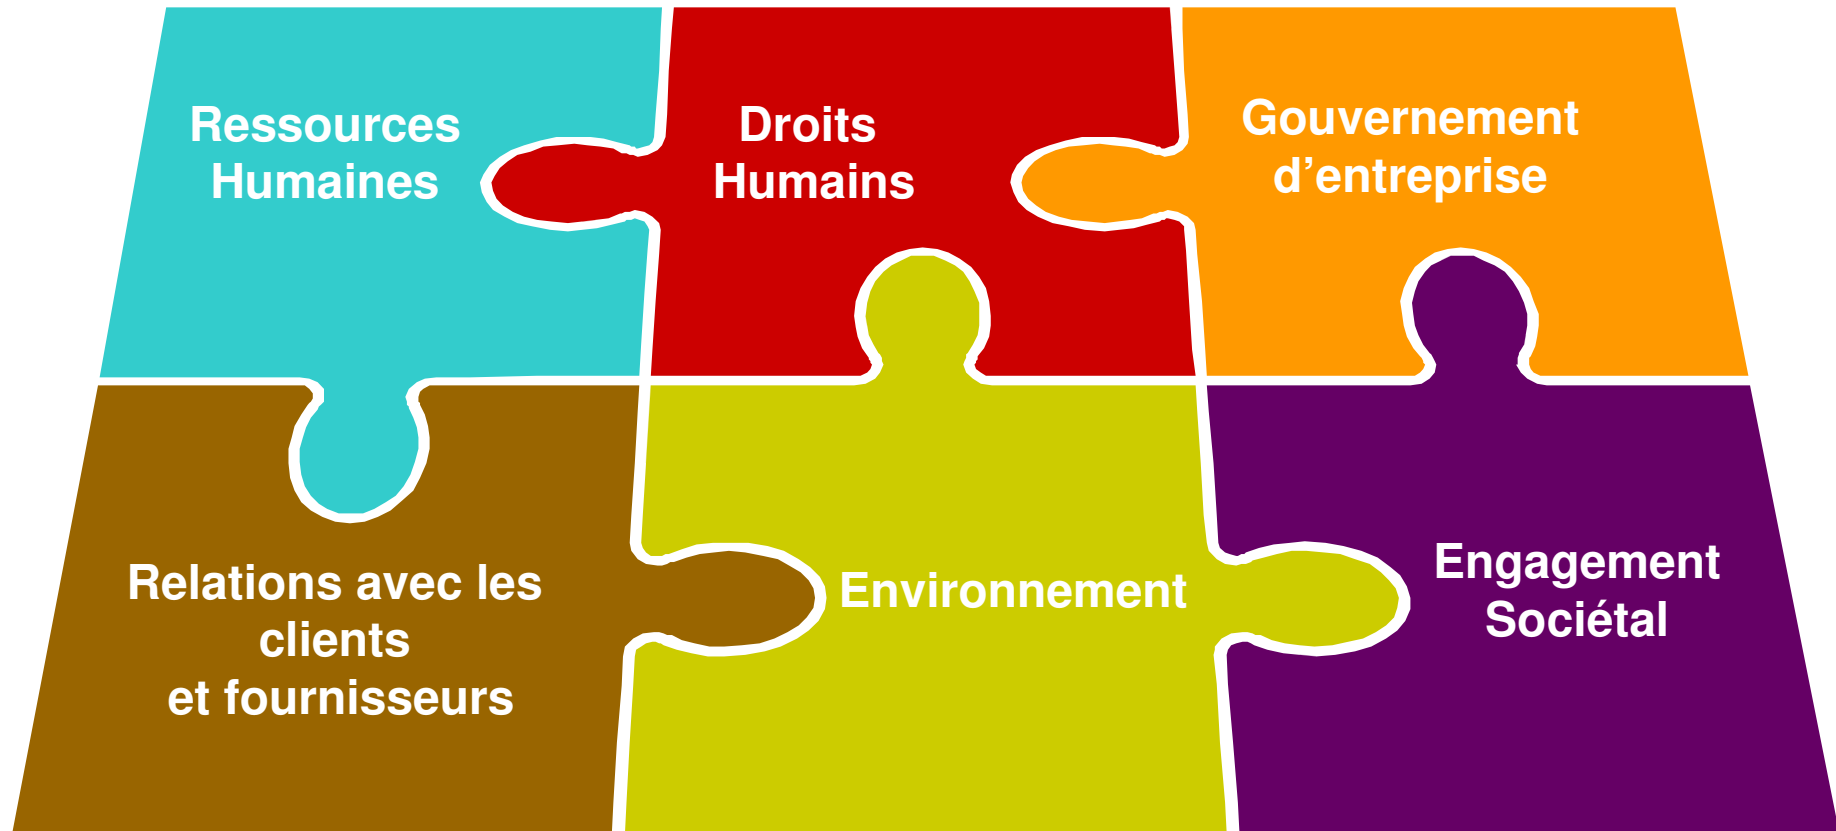 Ressources
Humaines
Droits
Humains
Gouvernement
d’entreprise
Relations avec les
clients
et fournisseurs
Environnement
Engagement
Sociétal